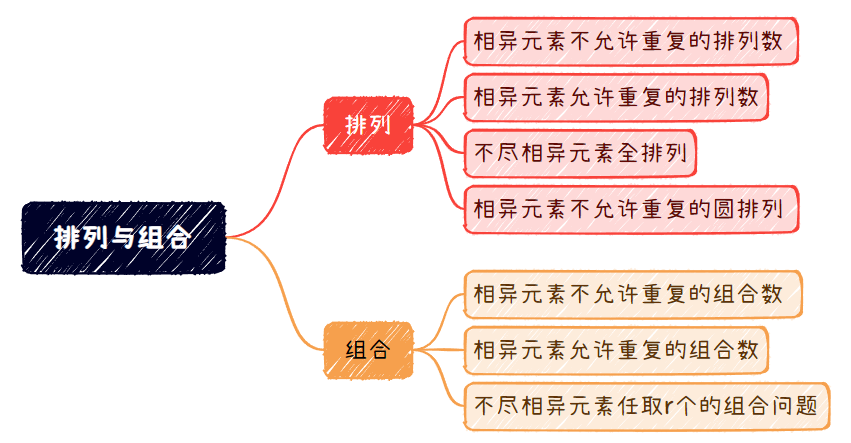 排列与组合
排列
相异元素不允许重复的排列数
相异元素允许重复的排列数
不尽相异元素全排列
相异元素不允许重复的圆排列
组合
相异元素不允许重复的组合数
相异元素允许重复的组合数
不尽相异元素任取r个的组合问题